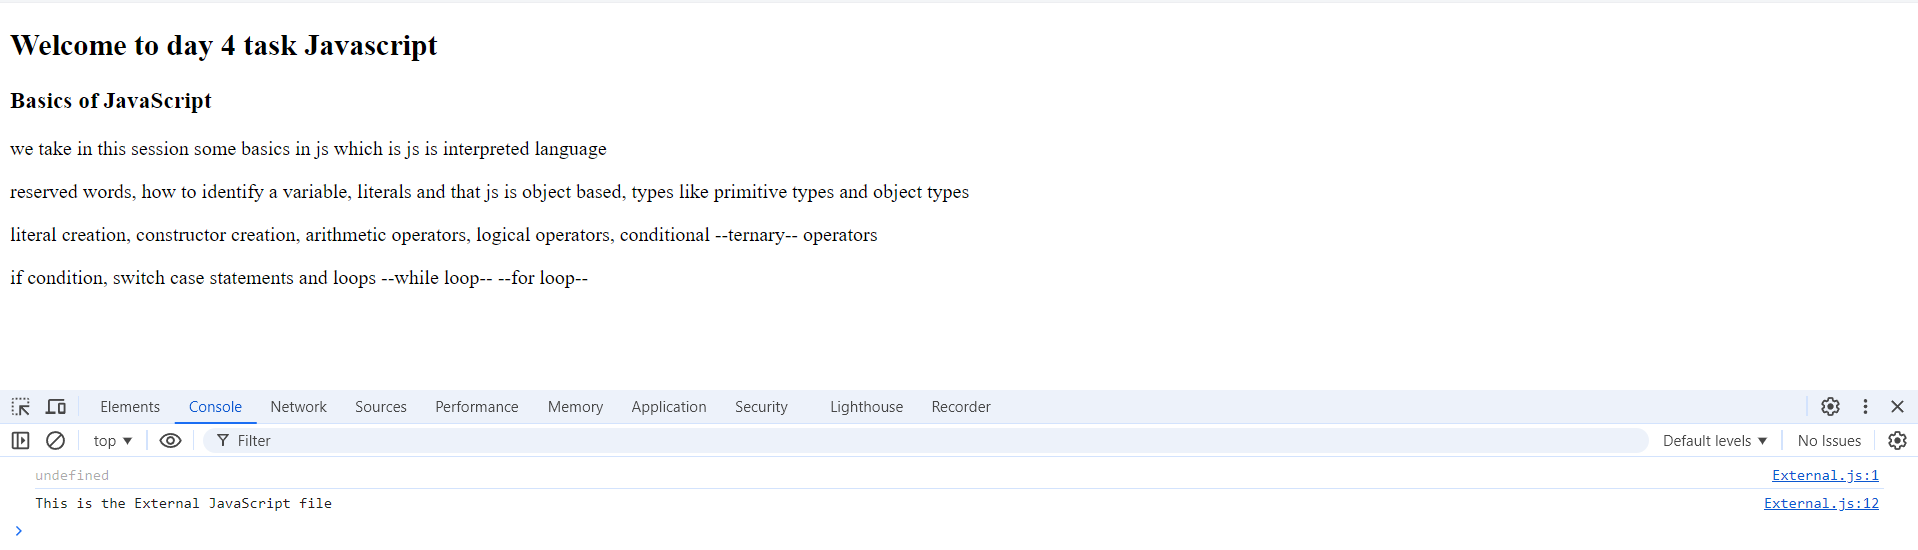 Welcome to day 4 task Javascript
Basics of JavaScript
we take in this session some basics in js which is js is interpreted language
reserved words, how to identify a variable, literals and that js is object based, types like primitive types and object types
literal creation, constructor creation, arithmetic operators, logical operators, conditional --ternary-- operators
if condition, switch case statements and loops --while loop-- --for loop--
Elements Console Network Sources Performance Memory Application Security Lighthouse Recorder
top Filter Default levels No Issues
undefined External.js:1
This is the External JavaScript file External.js:12